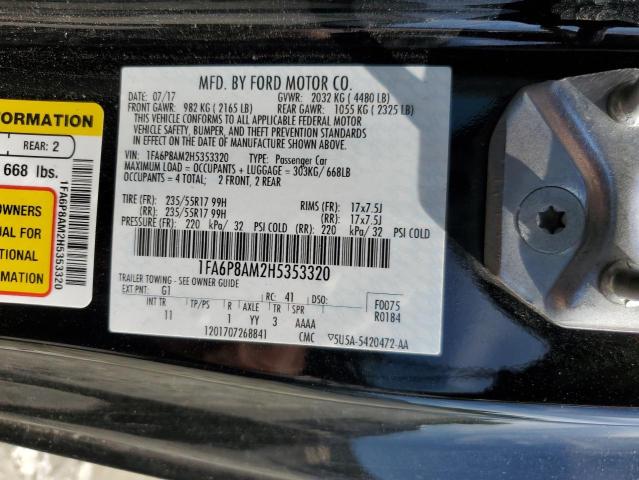 MFD. BY FORD MOTOR CO.
DATE: 07/17 GVWR: 2032 KG ( 4480 LB)
FRONT GAWR: 982 KG ( 2165 LB) REAR GAWR: 1055 KG ( 2325 LB)
THIS VEHICLE CONFORMS TO ALL APPLICABLE FEDERAL MOTOR
VEHICLE SAFETY, BUMPER, AND THEFT PREVENTION STANDARDS
IN EFFECT ON THE DATE OF MANUFACTURE SHOWN ABOVE.
VIN: 1FA6P8AM2H5353320 TYPE: Passenger Car
MAXIMUM LOAD = OCCUPANTS + LUGGAGE = 303KG/ 668LB
OCCUPANTS = 4 TOTAL; 2 FRONT, 2 REAR
TIRE (FR): 235/55R17 99H RIMS (FR): 17x7.5J
(RR): 235/55R17 99H (RR): 17x7.5J
PRESSURE (FR): 220 kPa/ 32 PSI COLD (RR): 220 kPa/ 32 PSI COLD
1FA6P8AM2H5353320
TRAILER TOWING - SEE OWNER GUIDE
EXT PNT: G1 RC: 41 DSO: F0075
INT TR TP/PS R AXLE TR SPR R0184
11 1 YY 3 AAAA
1201707268841 CMC 5U5A-5420472-AA
FORMATION
REAR: 2
668 lbs.
1FA6P8AM2H5353320
OWNERS
UAL FOR
TIONAL
MATION